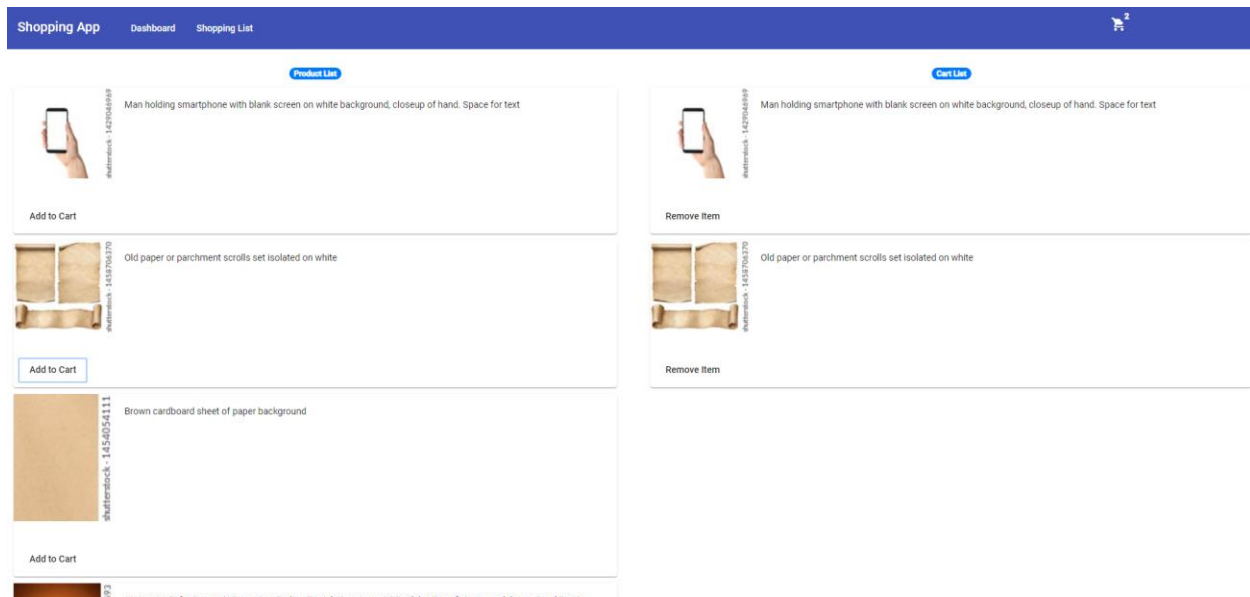 Shopping App
Dashboard
Shopping List
2
Product List
Cart List
shutterstock · 1429046969
Man holding smartphone with blank screen on white background, closeup of hand. Space for text
Add to Cart
shutterstock · 1429046969
Man holding smartphone with blank screen on white background, closeup of hand. Space for text
Remove Item
shutterstock · 1458706370
Old paper or parchment scrolls set isolated on white
Add to Cart
shutterstock · 1458706370
Old paper or parchment scrolls set isolated on white
Remove Item
shutterstock · 1454054111
Brown cardboard sheet of paper background
Add to Cart